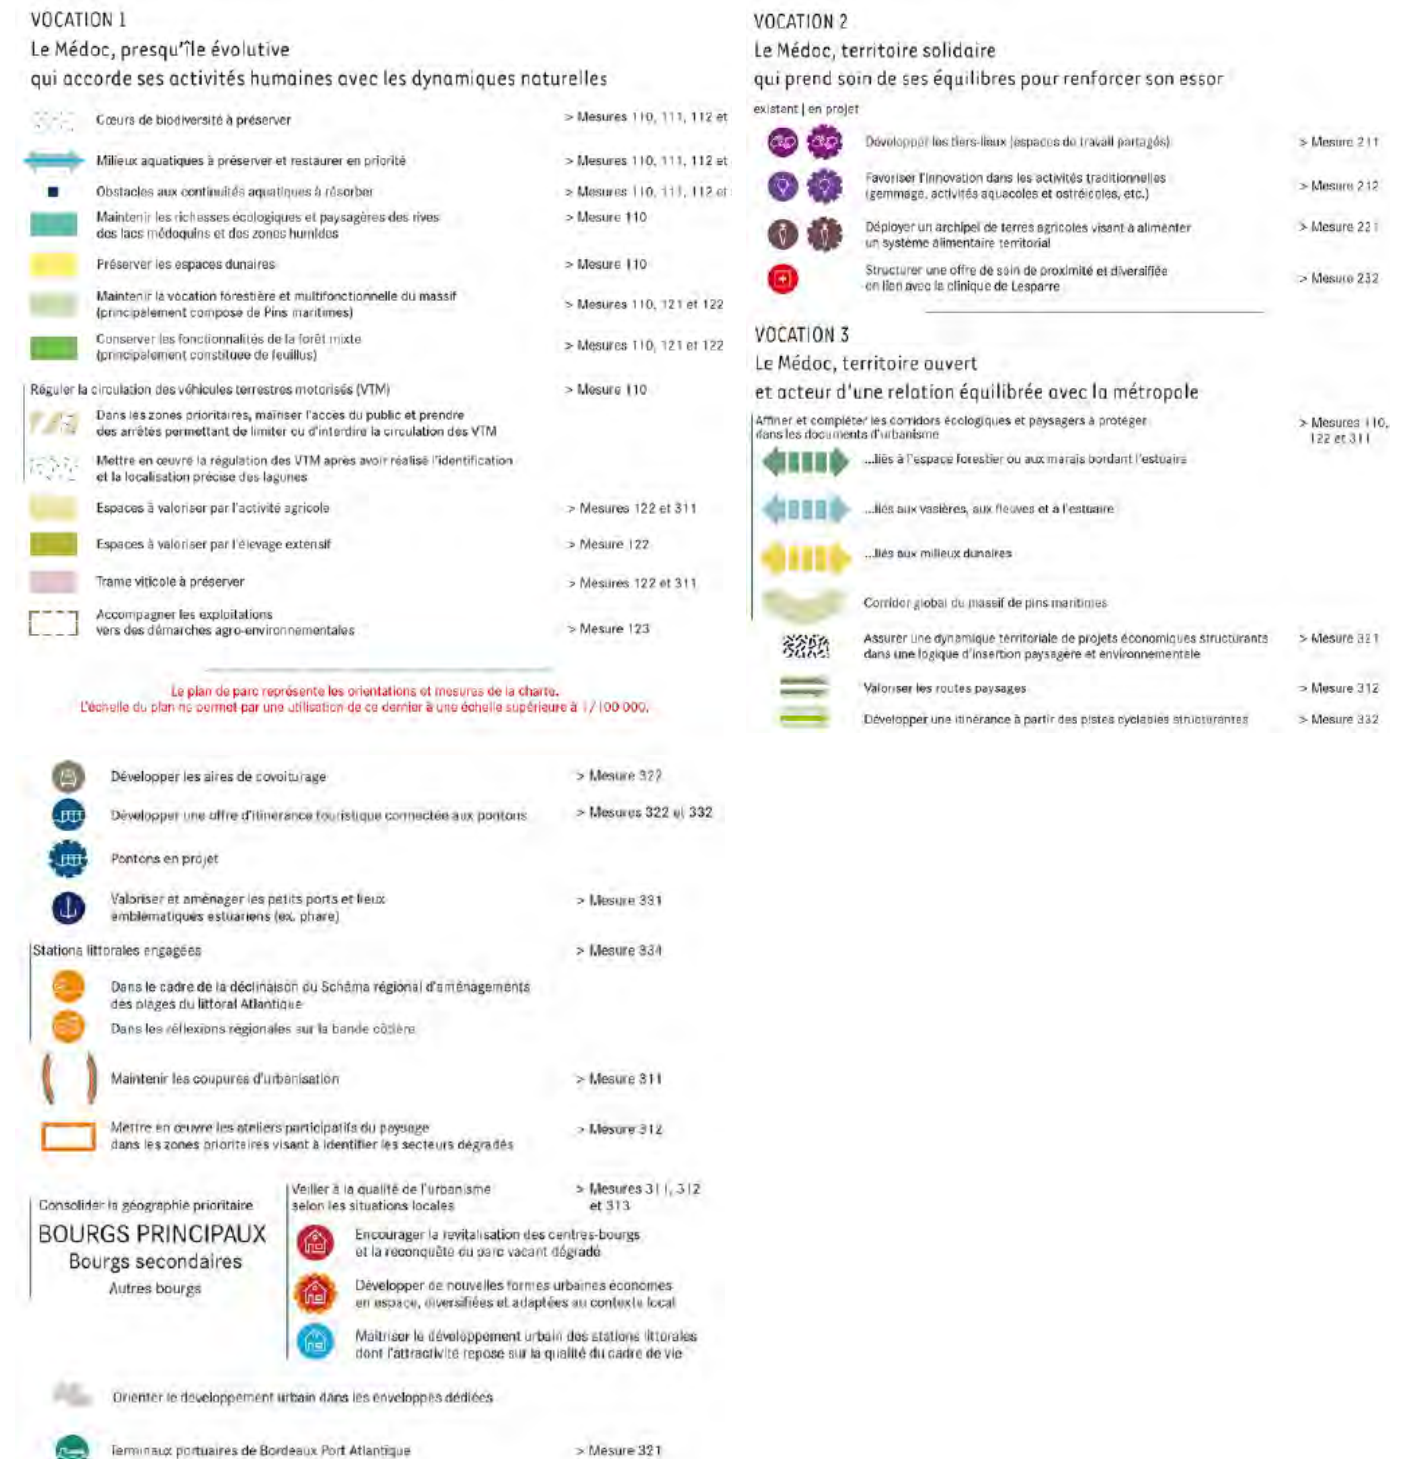 VOCATION 1
Le Médoc, presqu'île évolutive
qui accorde ses activités humaines avec les dynamiques naturelles
Cœurs de biodiversité à préserver
> Mesures 110, 111, 112 et
Milieux aquatiques à préserver et restaurer en priorité
> Mesures 110, 111, 112 et
Obstacles aux continuités aquatiques à résorber
> Mesures 110, 111, 112 et
Maintenir les richesses écologiques et paysagères des rives
des lacs médoquins et des zones humides
> Mesure 110
Préserver les espaces dunaires
> Mesure 110
Maintenir la vocation forestière et multifonctionnelle du massif
(principalement composé de Pins maritimes)
> Mesures 110, 121 et 122
Conserver les fonctionnalités de la forêt mixte
(principalement constituée de feuillus)
> Mesures 110, 121 et 122
Réguler la circulation des véhicules terrestres motorisés (VTM)
> Mesure 110
Dans les zones prioritaires, maîtriser l'accès du public et prendre
des arrêtés permettant de limiter ou d'interdire la circulation des VTM
Mettre en œuvre la régulation des VTM après avoir réalisé l'identification
et la localisation précise des lagunes
Espaces à valoriser par l'activité agricole
> Mesures 122 et 311
Espaces à valoriser par l'élevage extensif
> Mesure 122
Trame viticole à préserver
> Mesures 122 et 311
Accompagner les exploitations
vers des démarches agro-environnementales
> Mesure 123
Le plan de parc représente les orientations et mesures de la charte.
L'échelle du plan ne permet par une utilisation de ce dernier à une échelle supérieure à 1/100 000.
VOCATION 2
Le Médoc, territoire solidaire
qui prend soin de ses équilibres pour renforcer son essor
existant | en projet
Développer les tiers-lieux (espaces de travail partagés)
> Mesure 211
Favoriser l'innovation dans les activités traditionnelles
(gemmage, activités aquacoles et ostréicoles, etc.)
> Mesure 212
Déployer un archipel de terres agricoles visant à alimenter
un système alimentaire territorial
> Mesure 221
Structurer une offre de soin de proximité et diversifiée
en lien avec la clinique de Lesparre
> Mesure 232
VOCATION 3
Le Médoc, territoire ouvert
et acteur d'une relation équilibrée avec la métropole
Affiner et compléter les corridors écologiques et paysagers à protéger
dans les documents d'urbanisme
> Mesures 110,
122 et 311
...liés à l'espace forestier ou aux marais bordant l'estuaire
...liés aux vasières, aux fleuves et à l'estuaire
...liés aux milieux dunaires
Corridor global du massif de pins maritimes
Assurer une dynamique territoriale de projets économiques structurants
dans une logique d'insertion paysagère et environnementale
> Mesure 321
Valoriser les routes paysages
> Mesure 312
Développer une itinérance à partir des pistes cyclables structurantes
> Mesure 332
Développer les aires de covoiturage
> Mesure 322
Développer une offre d'itinérance touristique connectée aux pontons
> Mesures 322 et 332
Pontons en projet
Valoriser et aménager les petits ports et lieux
emblématiques estuariens (ex. phare)
> Mesure 331
Stations littorales engagées
> Mesure 334
Dans le cadre de la déclinaison du Schéma régional d'aménagements
des plages du littoral Atlantique
Dans les réflexions régionales sur la bande côtière
Maintenir les coupures d'urbanisation
> Mesure 311
Mettre en œuvre les ateliers participatifs du paysage
dans les zones prioritaires visant à identifier les secteurs dégradés
> Mesure 312
Consolider la géographie prioritaire
BOURGS PRINCIPAUX
Bourgs secondaires
Autres bourgs
Veiller à la qualité de l'urbanisme
selon les situations locales
> Mesures 311, 312
et 313
Encourager la revitalisation des centres-bourgs
et la reconquête du parc vacant dégradé
Développer de nouvelles formes urbaines économes
en espace, diversifiées et adaptées au contexte local
Maîtriser le développement urbain des stations littorales
dont l'attractivité repose sur la qualité du cadre de vie
Orienter le développement urbain dans les enveloppes dédiées
Terminaux portuaires de Bordeaux Port Atlantique
> Mesure 321